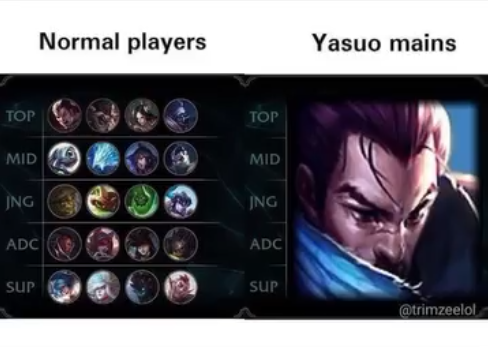 Normal players
Yasuo mains
TOP
MID
JNG
ADC
SUP
TOP
MID
JNG
ADC
SUP
@trimzeelol